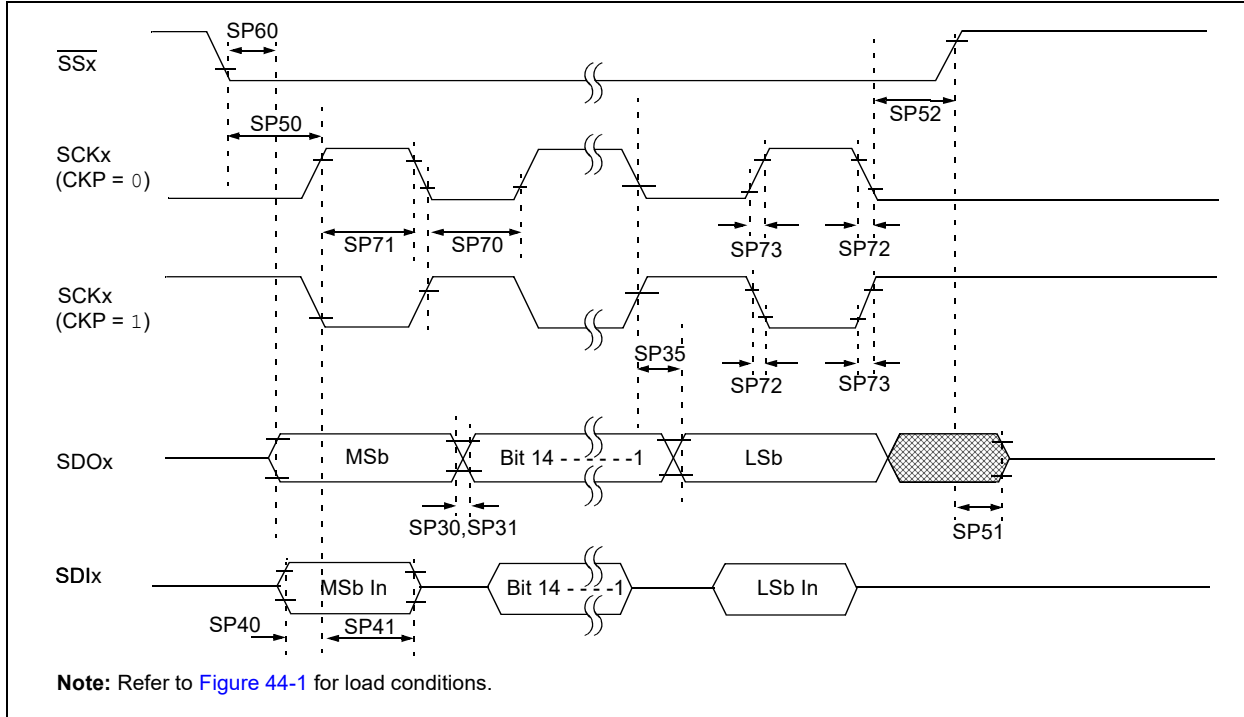 SP60
SSx
SP50
SP52
SCKx
(CKP = 0)
SP71
SP70
SP73
SP72
SCKx
(CKP = 1)
SP35
SP72
SP73
SDOx
MSb
Bit 14 - - - - - -1
LSb
SP30,SP31
SP51
SDIx
MSb In
Bit 14 - - - -1
LSb In
SP40
SP41
Note: Refer to Figure 44-1 for load conditions.